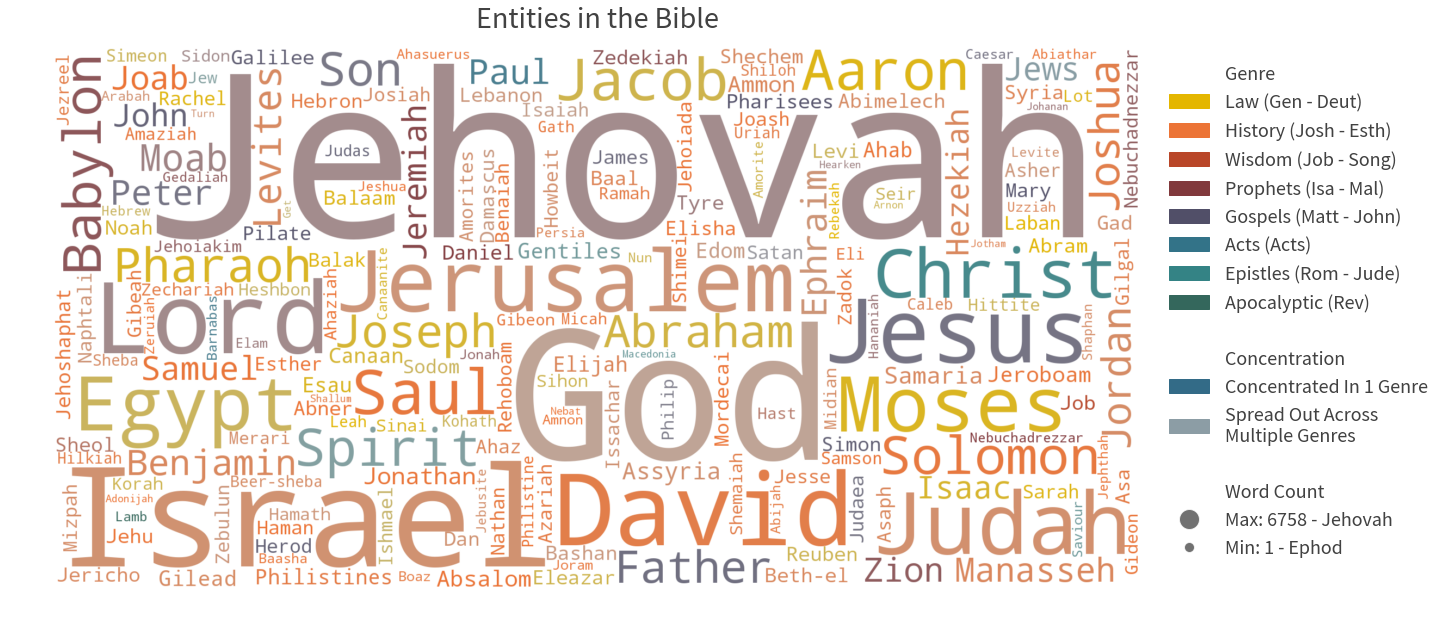 Entities in the Bible
Simeon Sidon Galilee Son Ahasuerus Zedekiah Shechem Caesar Abiathar
Jezreel Babylon Joab Jew Paul Jacob Shiloh Ammon Aaron Jews
Arabah Rachel Levites Hebron Josiah Lebanon Pharisees Abimelech Syria Lot Joshua Nebuchadnezzar
John Turn Jehovah Isaiah Johanan
Amaziah Gath Joash Uriah
Moab Judas Jeremiah James Jehoiada Levi Ahab Hezekiah Levite
Gedaliah Amorites Damascus Benaiah Howbeit Baal Amorite Hearken Asher
Peter Jeshua Balaam Ramah Tyre Ephraim Rebekah Seir Arnon Mary
Hebrew Get Persia Uzziah
Noah Pilate Elisha Laban Gad
Jehoiakim Daniel Gentiles Nun Shimei Edom Satan Eli Jotham Abram
Pharaoh Balak Canaanite Jerusalem Zadok Christ Gilgal
Naphtali Gibeah Zechariah Heshbon
Jehoshaphat Lord Zeruiah Barnabas Ahaziah Hananiah Caleb Hittite Jordan
Joseph Gibeon Micah Abraham Jesus Shaphan
Elam Canaan Jonah Macedonia
Sheba Samuel Esther Sodom Rehoboam God Elijah Mordecai Midian Samaria Jeroboam
Egypt Esau Saul Sihon Issachar Philip Moses Job
Shallum Abner Nebat Amnon Hast
Leah Sinai Kohath
Sheol Merari Spirit Ahaz Simon Nebuchadrezzar
Hilkiah Benjamin Samson Solomon Jephthah Asa
Israel Beer-sheba Jonathan Assyria Jesse
Mizpah Korah Adonijah Zebulun Ishmael Jebusite Nathan Philistine Azariah David Shemaiah Abijah Judaea Asaph Isaac Sarah
Lamb Hamath Judah Saviour Gideon
Jehu Haman Dan
Herod Baasha Bashan Joram Reuben
Jericho Gilead Philistines Boaz Absalom Eleazar Father Beth-el Zion Manasseh
Genre
Law (Gen - Deut)
History (Josh - Esth)
Wisdom (Job - Song)
Prophets (Isa - Mal)
Gospels (Matt - John)
Acts (Acts)
Epistles (Rom - Jude)
Apocalyptic (Rev)
Concentration
Concentrated In 1 Genre
Spread Out Across
Multiple Genres
Word Count
Max: 6758 - Jehovah
Min: 1 - Ephod